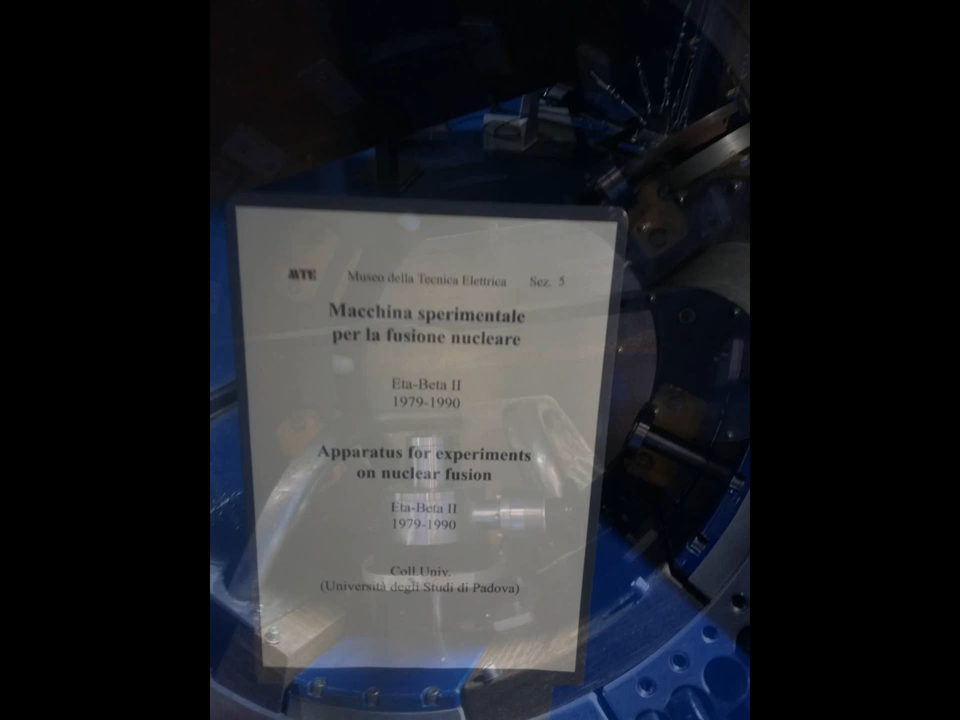 MTE Museo della Tecnica Elettrica Sez. 5
Macchina sperimentale
per la fusione nucleare
Eta-Beta II
1979-1990
Apparatus for experiments
on nuclear fusion
Eta-Beta II
1979-1990
Coll.Univ.
(Università degli Studi di Padova)